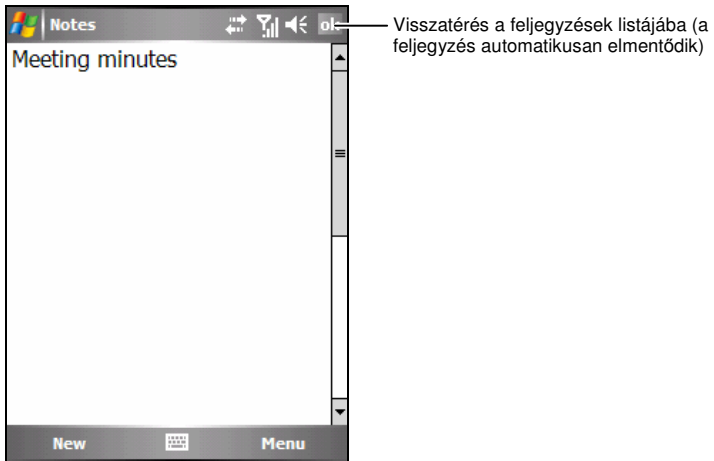 Notes
ok
Visszatérés a feljegyzések listájába (a
feljegyzés automatikusan elmentődik)
Meeting minutes
New
Menu